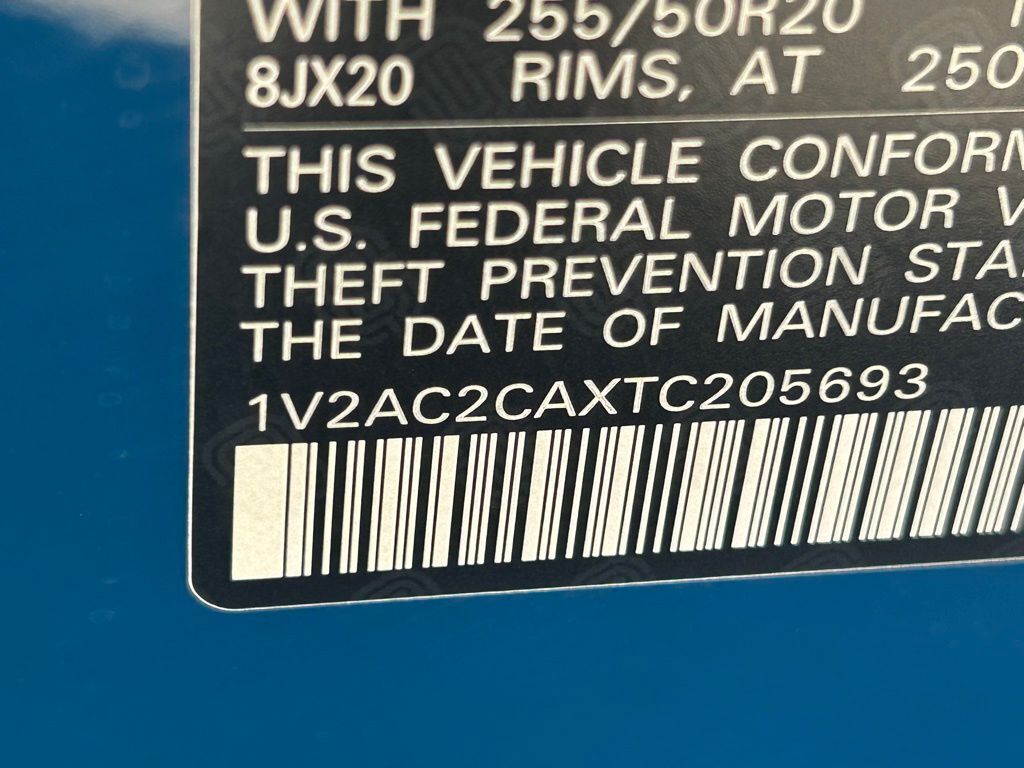 WITH 255/50R20
8JX20 RIMS, AT 250
THIS VEHICLE CONFORM
U.S. FEDERAL MOTOR V
THEFT PREVENTION STA
THE DATE OF MANUFAC
1V2AC2CAXTC205693